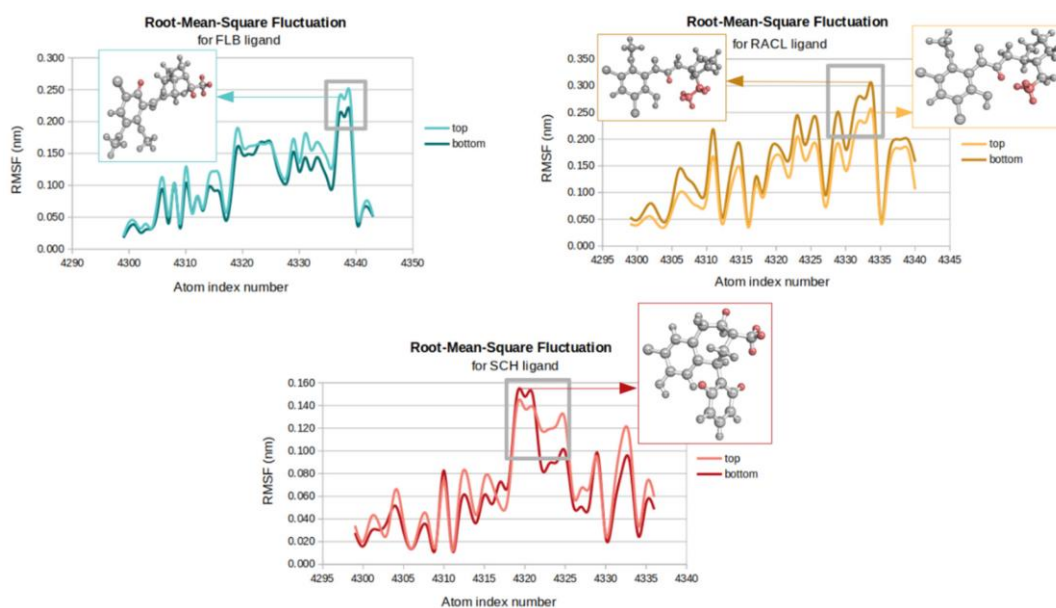 Root-Mean-Square Fluctuation
for FLB ligand
0.300
0.250
0.200
0.150
0.100
0.050
0.000
RMSF (nm)
4290 4300 4310 4320 4330 4340 4350
Atom index number
top
bottom
Root-Mean-Square Fluctuation
for RACL ligand
0.350
0.300
0.250
0.200
0.150
0.100
0.050
0.000
RMSF (nm)
4295 4300 4305 4310 4315 4320 4325 4330 4335 4340 4345
Atom index number
top
bottom
Root-Mean-Square Fluctuation
for SCH ligand
0.160
0.140
0.120
0.100
0.080
0.060
0.040
0.020
0.000
RMSF (nm)
4295 4300 4305 4310 4315 4320 4325 4330 4335 4340
Atom index number
top
bottom